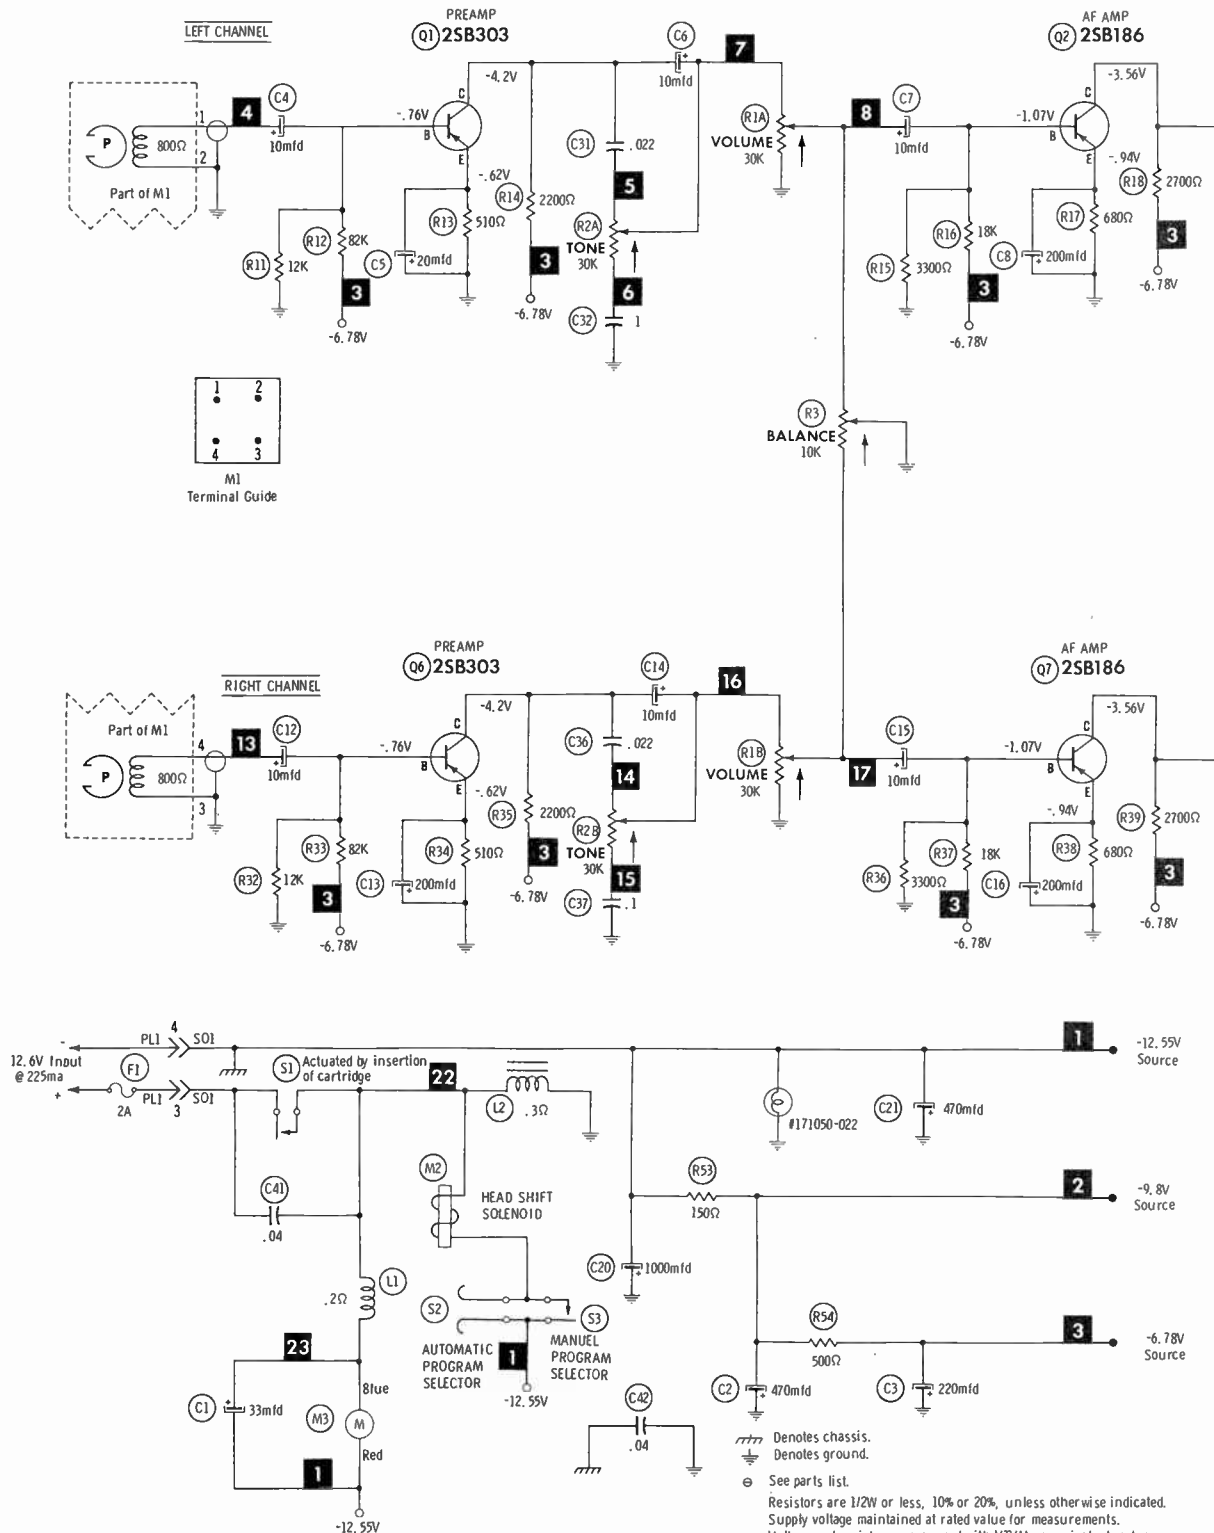 LEFT CHANNEL
PREAMP
Q1 2SB303
C6
7
10mfd
AF AMP
Q2 2SB186
-4.2V
-3.56V
C
4
C4
1
10mfd
P
800Ω
2
Part of M1
-.76V
B
E
-.62V
C31
.022
R1A
VOLUME
30K
8
C7
10mfd
-1.07V
B
C
E
-.94V
R18
2700Ω
R14
2200Ω
5
R11
12K
R12
82K
3
-6.78V
C5
20mfd
R13
510Ω
3
-6.78V
R2A
TONE
30K
6
C32
.1
R15
3300Ω
R16
18K
3
-6.78V
C8
200mfd
R17
680Ω
3
-6.78V
1 2
4 3
M1
Terminal Guide
R3
BALANCE
10K
RIGHT CHANNEL
PREAMP
Q6 2SB303
C14
16
10mfd
AF AMP
Q7 2SB186
-4.2V
-3.56V
C
Part of M1
4
13
C12
10mfd
P
800Ω
3
-.76V
B
E
-.62V
C36
.022
R1B
VOLUME
30K
17
C15
10mfd
-1.07V
B
C
E
-.94V
R39
2700Ω
R35
2200Ω
14
R32
12K
R33
82K
3
-6.78V
C13
200mfd
R34
510Ω
3
-6.78V
R2B
TONE
30K
15
C37
.1
R36
3300Ω
R37
18K
3
-6.78V
C16
200mfd
R38
680Ω
3
-6.78V
-
12.6V Input
@ 225ma
+
F1
2A
PL1
4
SO1
PL1
3
SO1
S1
Actuated by insertion
of cartridge
22
L2
.3Ω
1
-12.55V
Source
#171050-022
C21
470mfd
C41
.04
M2
HEAD SHIFT
SOLENOID
R53
150Ω
2
-9.8V
Source
L1
.2Ω
C20
1000mfd
S2
S3
AUTOMATIC
PROGRAM
SELECTOR
1
MANUEL
PROGRAM
SELECTOR
-12.55V
R54
500Ω
3
-6.78V
Source
23
Blue
C1
33mfd
M3
M
Red
1
-12.55V
C2
470mfd
C3
220mfd
C42
.04
Denotes chassis.
Denotes ground.
⊖ See parts list.
Resistors are 1/2W or less, 10% or 20%, unless otherwise indicated.
Supply voltage maintained at rated value for measurements.